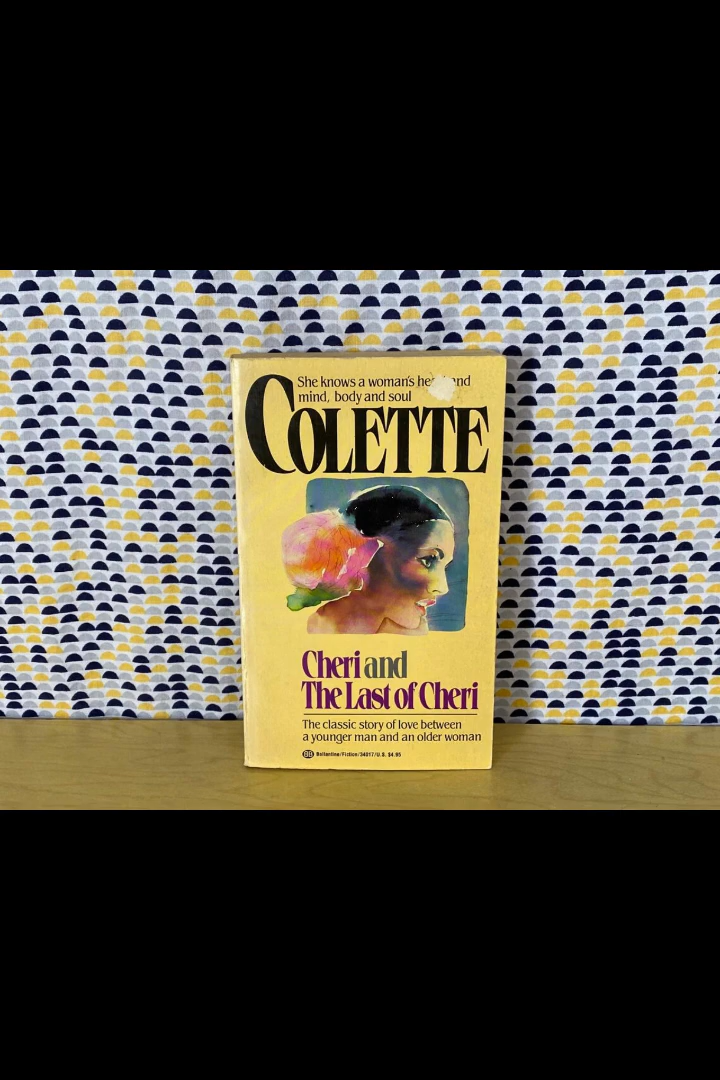 She knows a woman's and
mind, body and soul
COLETTE
Cheri and
The Last of Cheri
The classic story of love between
a younger man and an older woman
BB Ballantine/Fiction/34017/U.S. $4.95